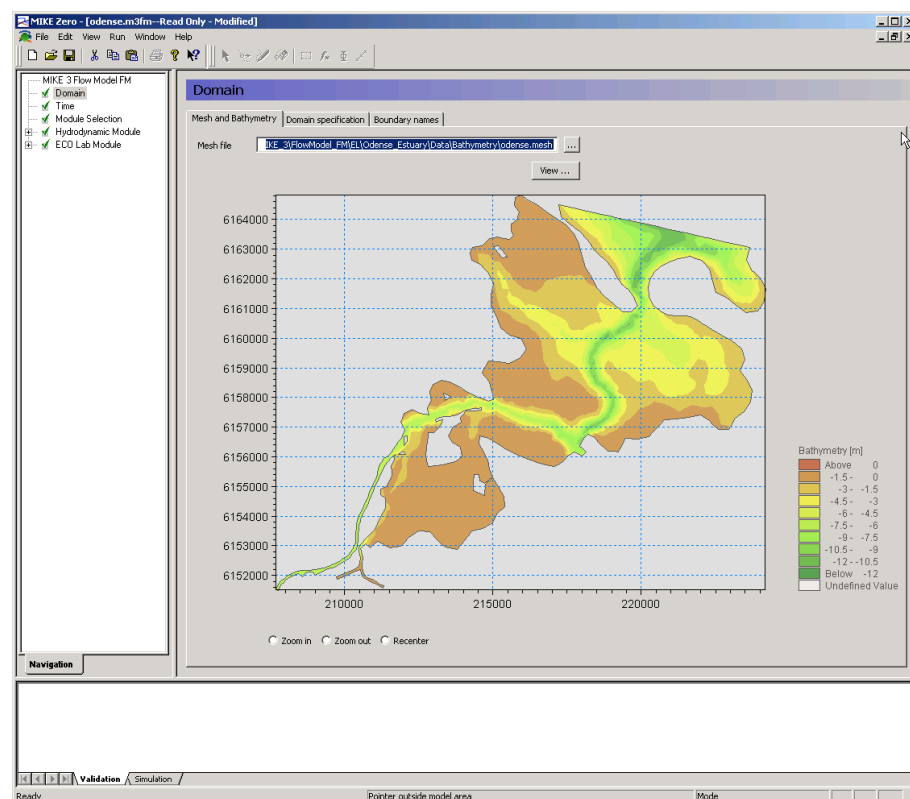 MIKE Zero - [odense.m3fm--Read Only - Modified]
File Edit View Run Window Help
MIKE 3 Flow Model FM
Domain
Time
Module Selection
Hydrodynamic Module
ECO Lab Module
Navigation
Domain
Mesh and Bathymetry Domain specification Boundary names
Mesh file IKE_3\FlowModel_FM\EL\Odense_Estuary\Data\Bathymetry\odense.mesh ...
View ...
6164000
6163000
6162000
6161000
6160000
6159000
6158000
6157000
6156000
6155000
6154000
6153000
6152000
210000 215000 220000
Bathymetry [m]
Above 0
-1.5 - 0
-3 - -1.5
-4.5 - -3
-6 - -4.5
-7.5 - -6
-9 - -7.5
-10.5 - -9
-12 - -10.5
Below -12
Undefined Value
Zoom in Zoom out Recenter
Validation Simulation
Ready Pointer outside model area Mode